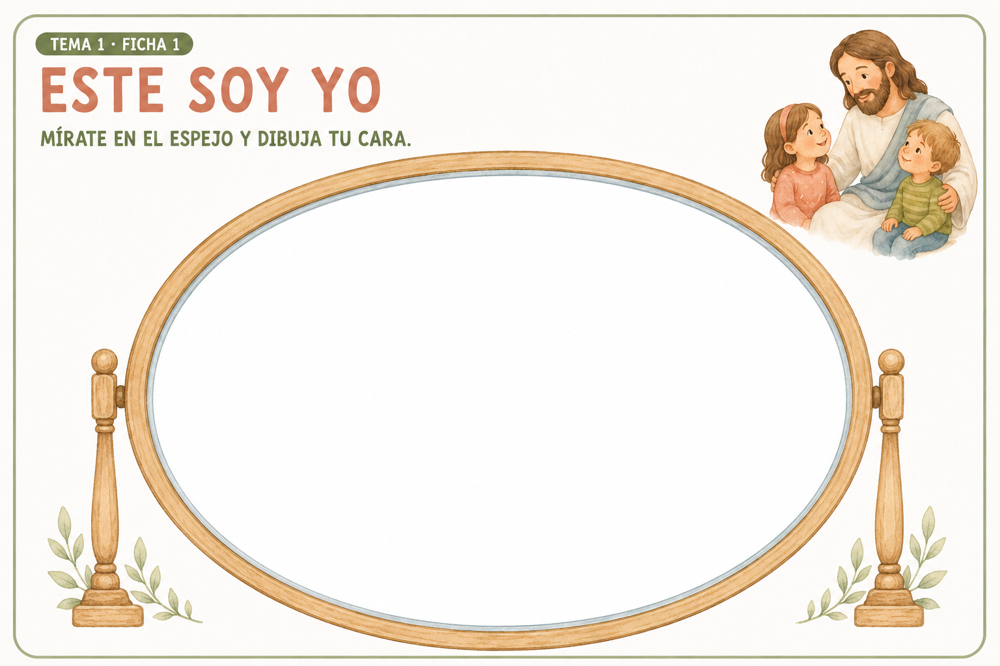 TEMA 1 · FICHA 1
ESTE SOY YO
MÍRATE EN EL ESPEJO Y DIBUJA TU CARA.